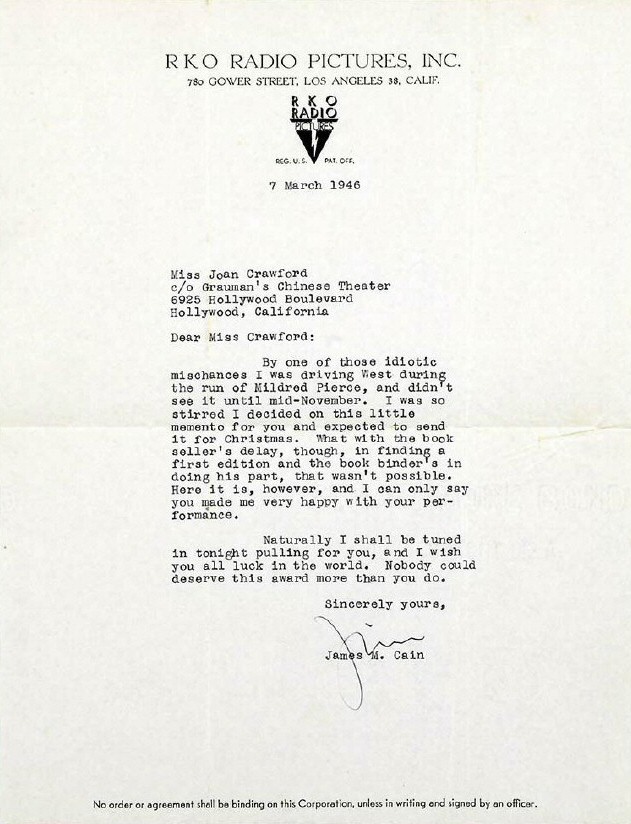 RKO RADIO PICTURES, INC.
780 GOWER STREET, LOS ANGELES 38, CALIF.
R K O
RADIO
PICTURES
REG. U. S. PAT. OFF.
7 March 1946
Miss Joan Crawford
c/o Grauman's Chinese Theater
6925 Hollywood Boulevard
Hollywood, California
Dear Miss Crawford:
By one of those idiotic
mischances I was driving West during
the run of Mildred Pierce, and didn't
see it until mid-November. I was so
stirred I decided on this little
memento for you and expected to send
it for Christmas. What with the book
seller's delay, though, in finding a
first edition and the book binder's in
doing his part, that wasn't possible.
Here it is, however, and I can only say
you made me very happy with your per-
formance.
Naturally I shall be tuned
in tonight pulling for you, and I wish
you all luck in the world. Nobody could
deserve this award more than you do.
Sincerely yours,
Jim
James M. Cain
No order or agreement shall be binding on this Corporation, unless in writing and signed by an officer.